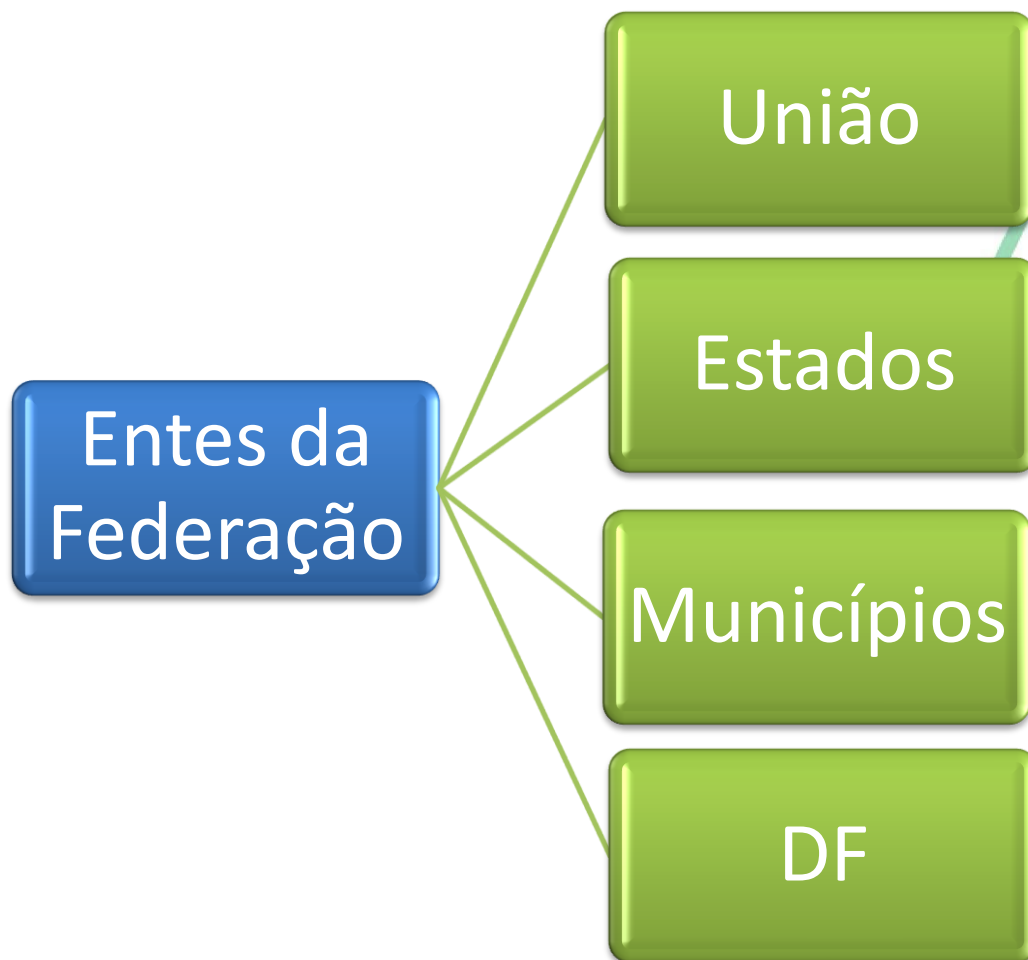 União
Estados
Entes da
Federação
Municípios
DF